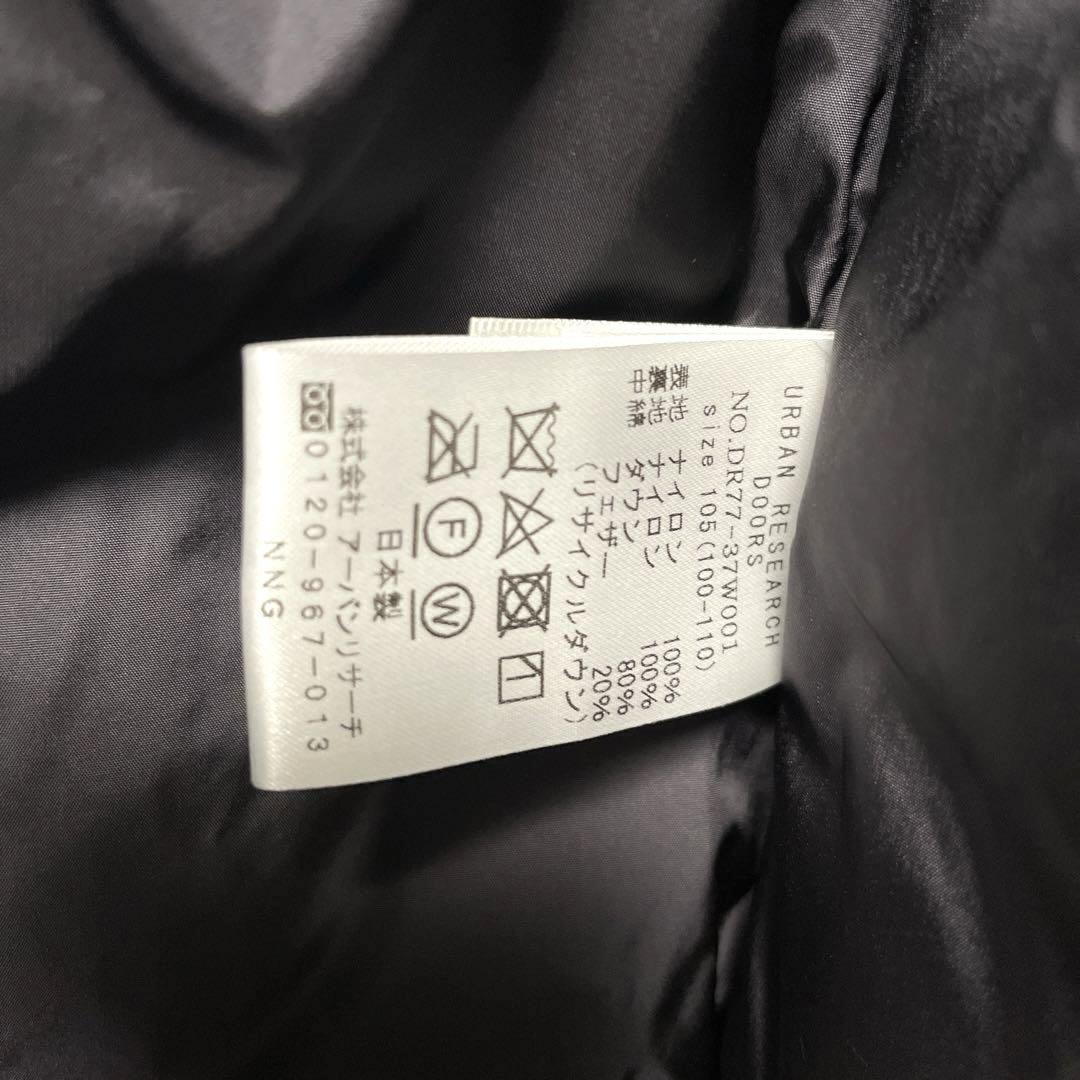 URBAN RESEARCH
DOORS
NO.DR77-37W001
size 105(100-110)
表地 ナイロン 100%
裏地 ナイロン 100%
中綿 ダウン 80%
フェザー 20%
(リサイクルダウン)
F W
日本製
株式会社 アーバンリサーチ
0120-967-013
NNG